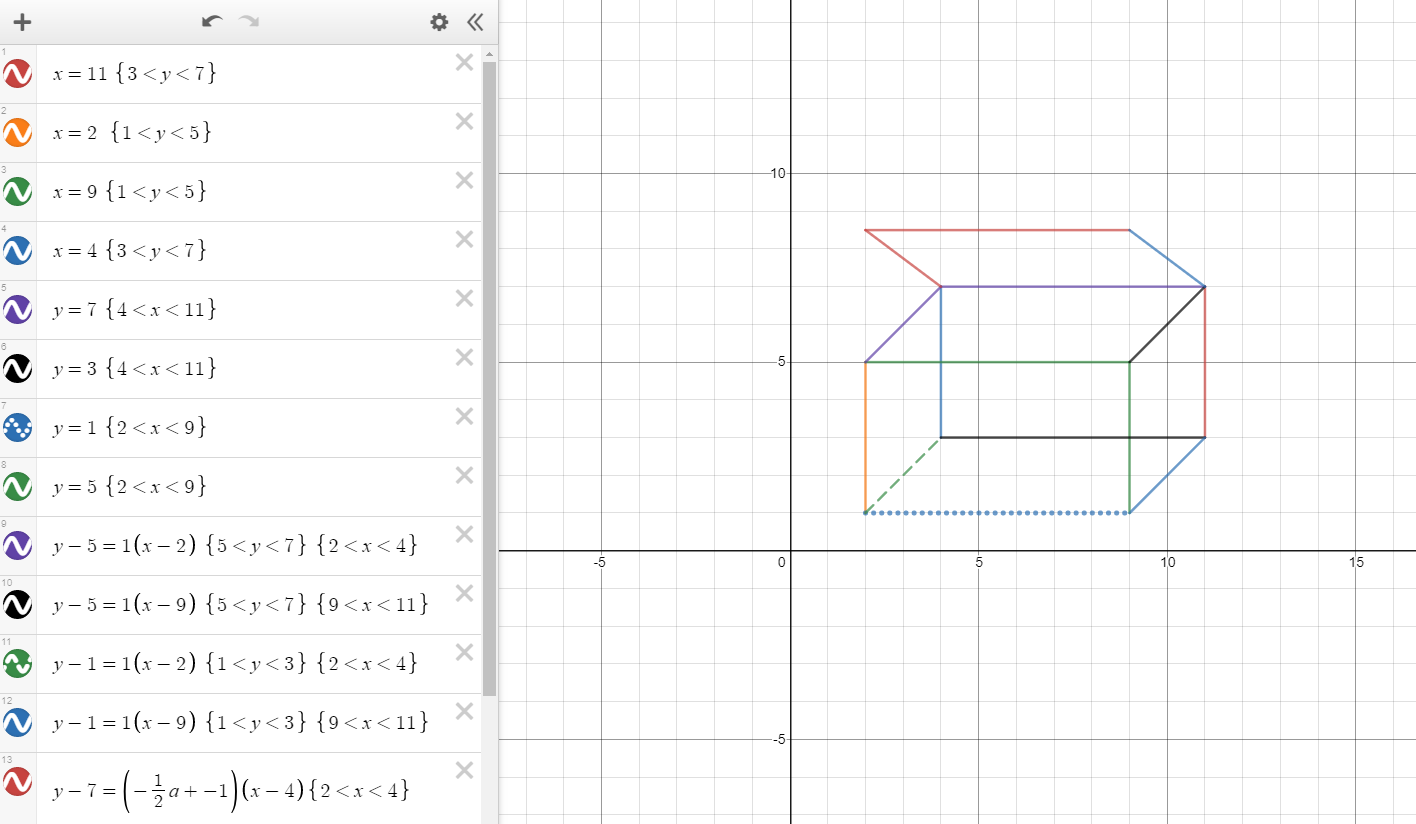 1
x = 11 {3 < y < 7}
2
x = 2 {1 < y < 5}
3
x = 9 {1 < y < 5}
4
x = 4 {3 < y < 7}
5
y = 7 {4 < x < 11}
6
y = 3 {4 < x < 11}
7
y = 1 {2 < x < 9}
8
y = 5 {2 < x < 9}
9
y − 5 = 1(x − 2) {5 < y < 7} {2 < x < 4}
10
y − 5 = 1(x − 9) {5 < y < 7} {9 < x < 11}
11
y − 1 = 1(x − 2) {1 < y < 3} {2 < x < 4}
12
y − 1 = 1(x − 9) {1 < y < 3} {9 < x < 11}
13
y − 7 = (−1/2 a + −1)(x − 4){2 < x < 4}
10
5
-5 0 5 10 15
-5